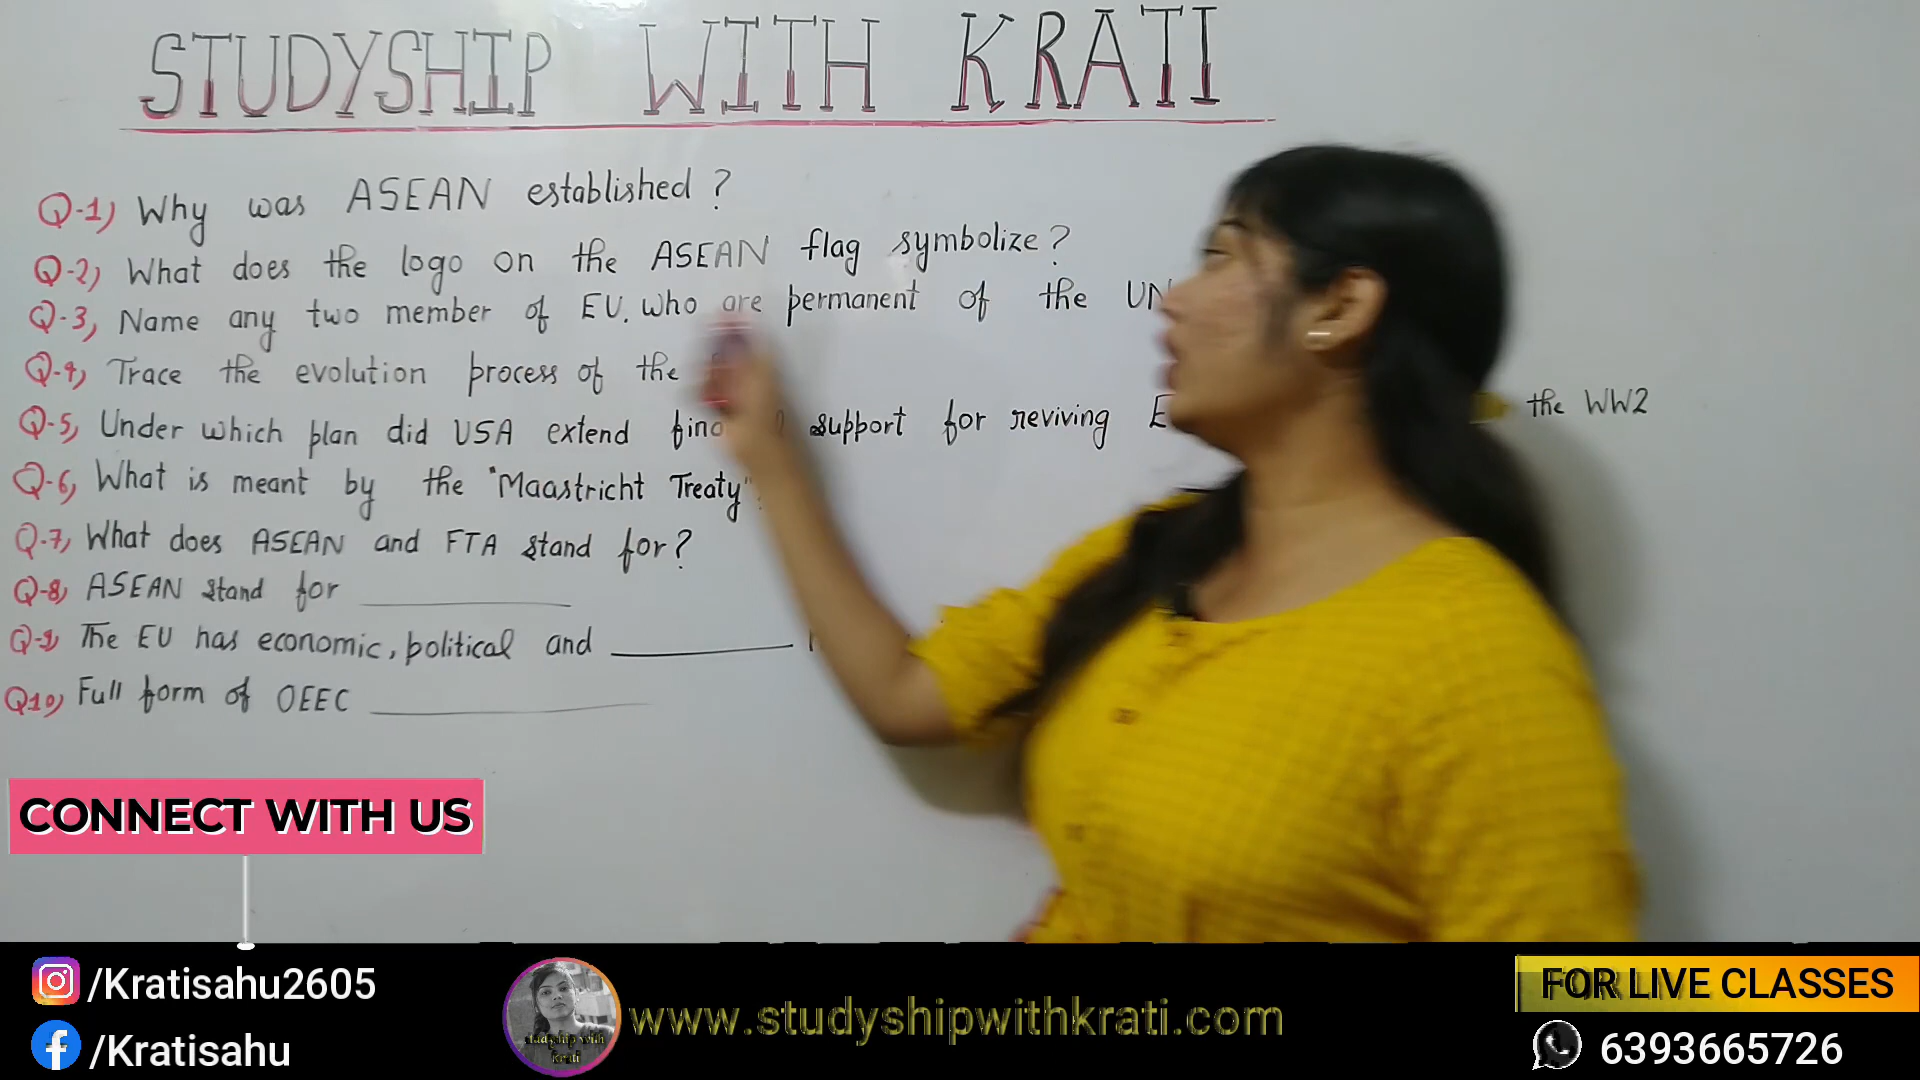 STUDYSHIP WITH KRATI
Q-1) Why was ASEAN established ?
Q-2) What does the logo on the ASEAN flag symbolize ?
Q-3) Name any two member of EU. who are permanent of the UN
Q-4) Trace the evolution process of the
Q-5) Under which plan did USA extend support for reviving the WW2
Q-6) What is meant by the "Maastricht Treaty"
Q-7) What does ASEAN and FTA stand for ?
Q-8) ASEAN stand for
Q-9) The EU has economic, political and
Q10) Full form of OEEC
CONNECT WITH US
/Kratisahu2605
/Kratisahu
studyship with krati
www.studyshipwithkrati.com
FOR LIVE CLASSES
6393665726